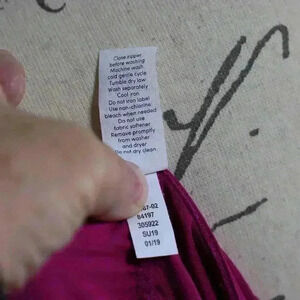 Close zipper
before washing
Machine wash
cold gentle cycle
Tumble dry low
Wash separately
Cool iron
Do not iron label
Use non-chlorine
bleach when needed
Do not use
fabric softener
Remove promptly
from washer
and dryer
Do not dry clean.
84197
305922
SU19
01/19